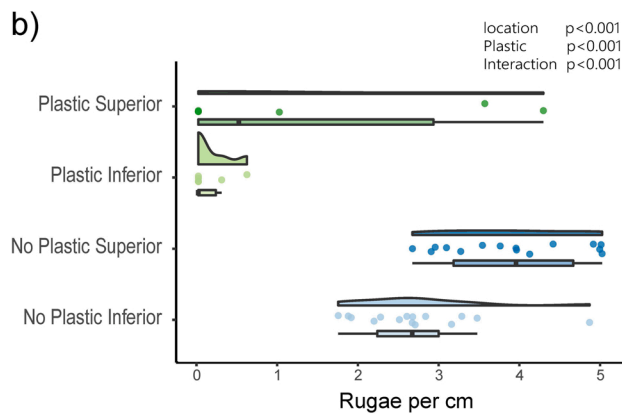 b)
location p<0.001
Plastic p<0.001
Interaction p<0.001
Plastic Superior
Plastic Inferior
No Plastic Superior
No Plastic Inferior
0 1 2 3 4 5
Rugae per cm